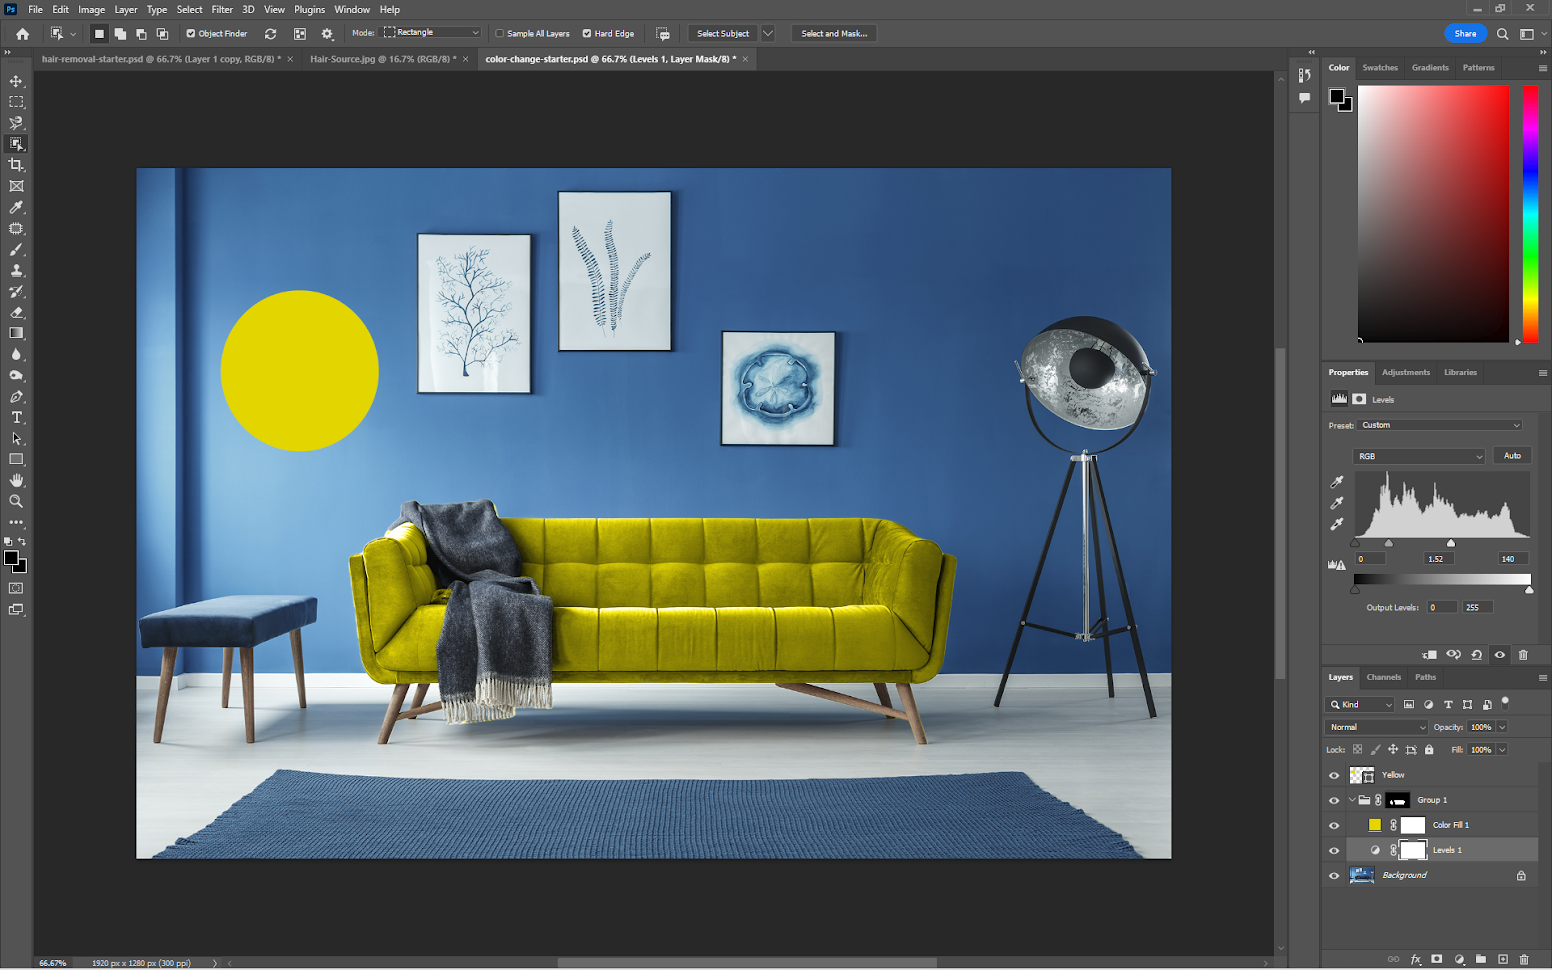 Ps File Edit Image Layer Type Select Filter 3D View Plugins Window Help
Object Finder Mode: Rectangle Sample All Layers Hard Edge Select Subject Select and Mask... Share
hair-removal-starter.psd @ 66.7% (Layer 1 copy, RGB/8) * × Hair-Source.jpg @ 16.7% (RGB/8) * × color-change-starter.psd @ 66.7% (Levels 1, Layer Mask/8) * ×
Color Swatches Gradients Patterns
Properties Adjustments Libraries
Levels
Preset: Custom
RGB Auto
0 1.52 140
Output Levels: 0 255
Layers Channels Paths
Kind
Normal Opacity: 100%
Lock: Fill: 100%
Yellow
Group 1
Color Fill 1
Levels 1
Background
66.67% 1920 px x 1280 px (300 ppi)